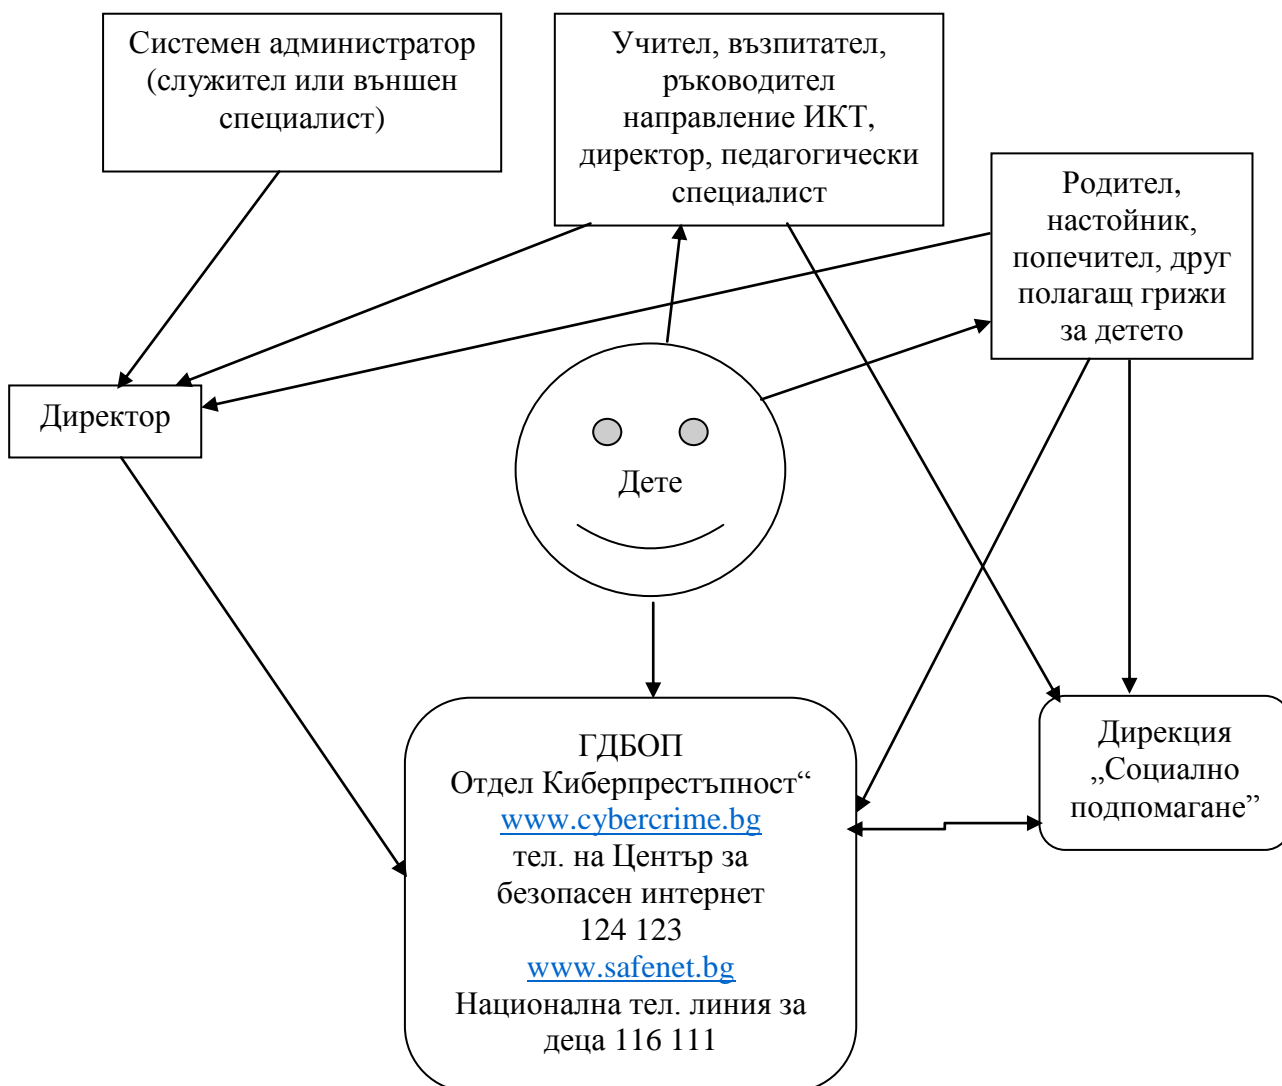 Системен администратор
(служител или външен
специалист)
Учител, възпитател,
ръководител
направление ИКТ,
директор, педагогически
специалист
Родител,
настойник,
попечител, друг
полагащ грижи
за детето
Директор
Дете
ГДБОП
Отдел Киберпрестъпност“
www.cybercrime.bg
тел. на Център за
безопасен интернет
124 123
www.safenet.bg
Национална тел. линия за
деца 116 111
Дирекция
„Социално
подпомагане”